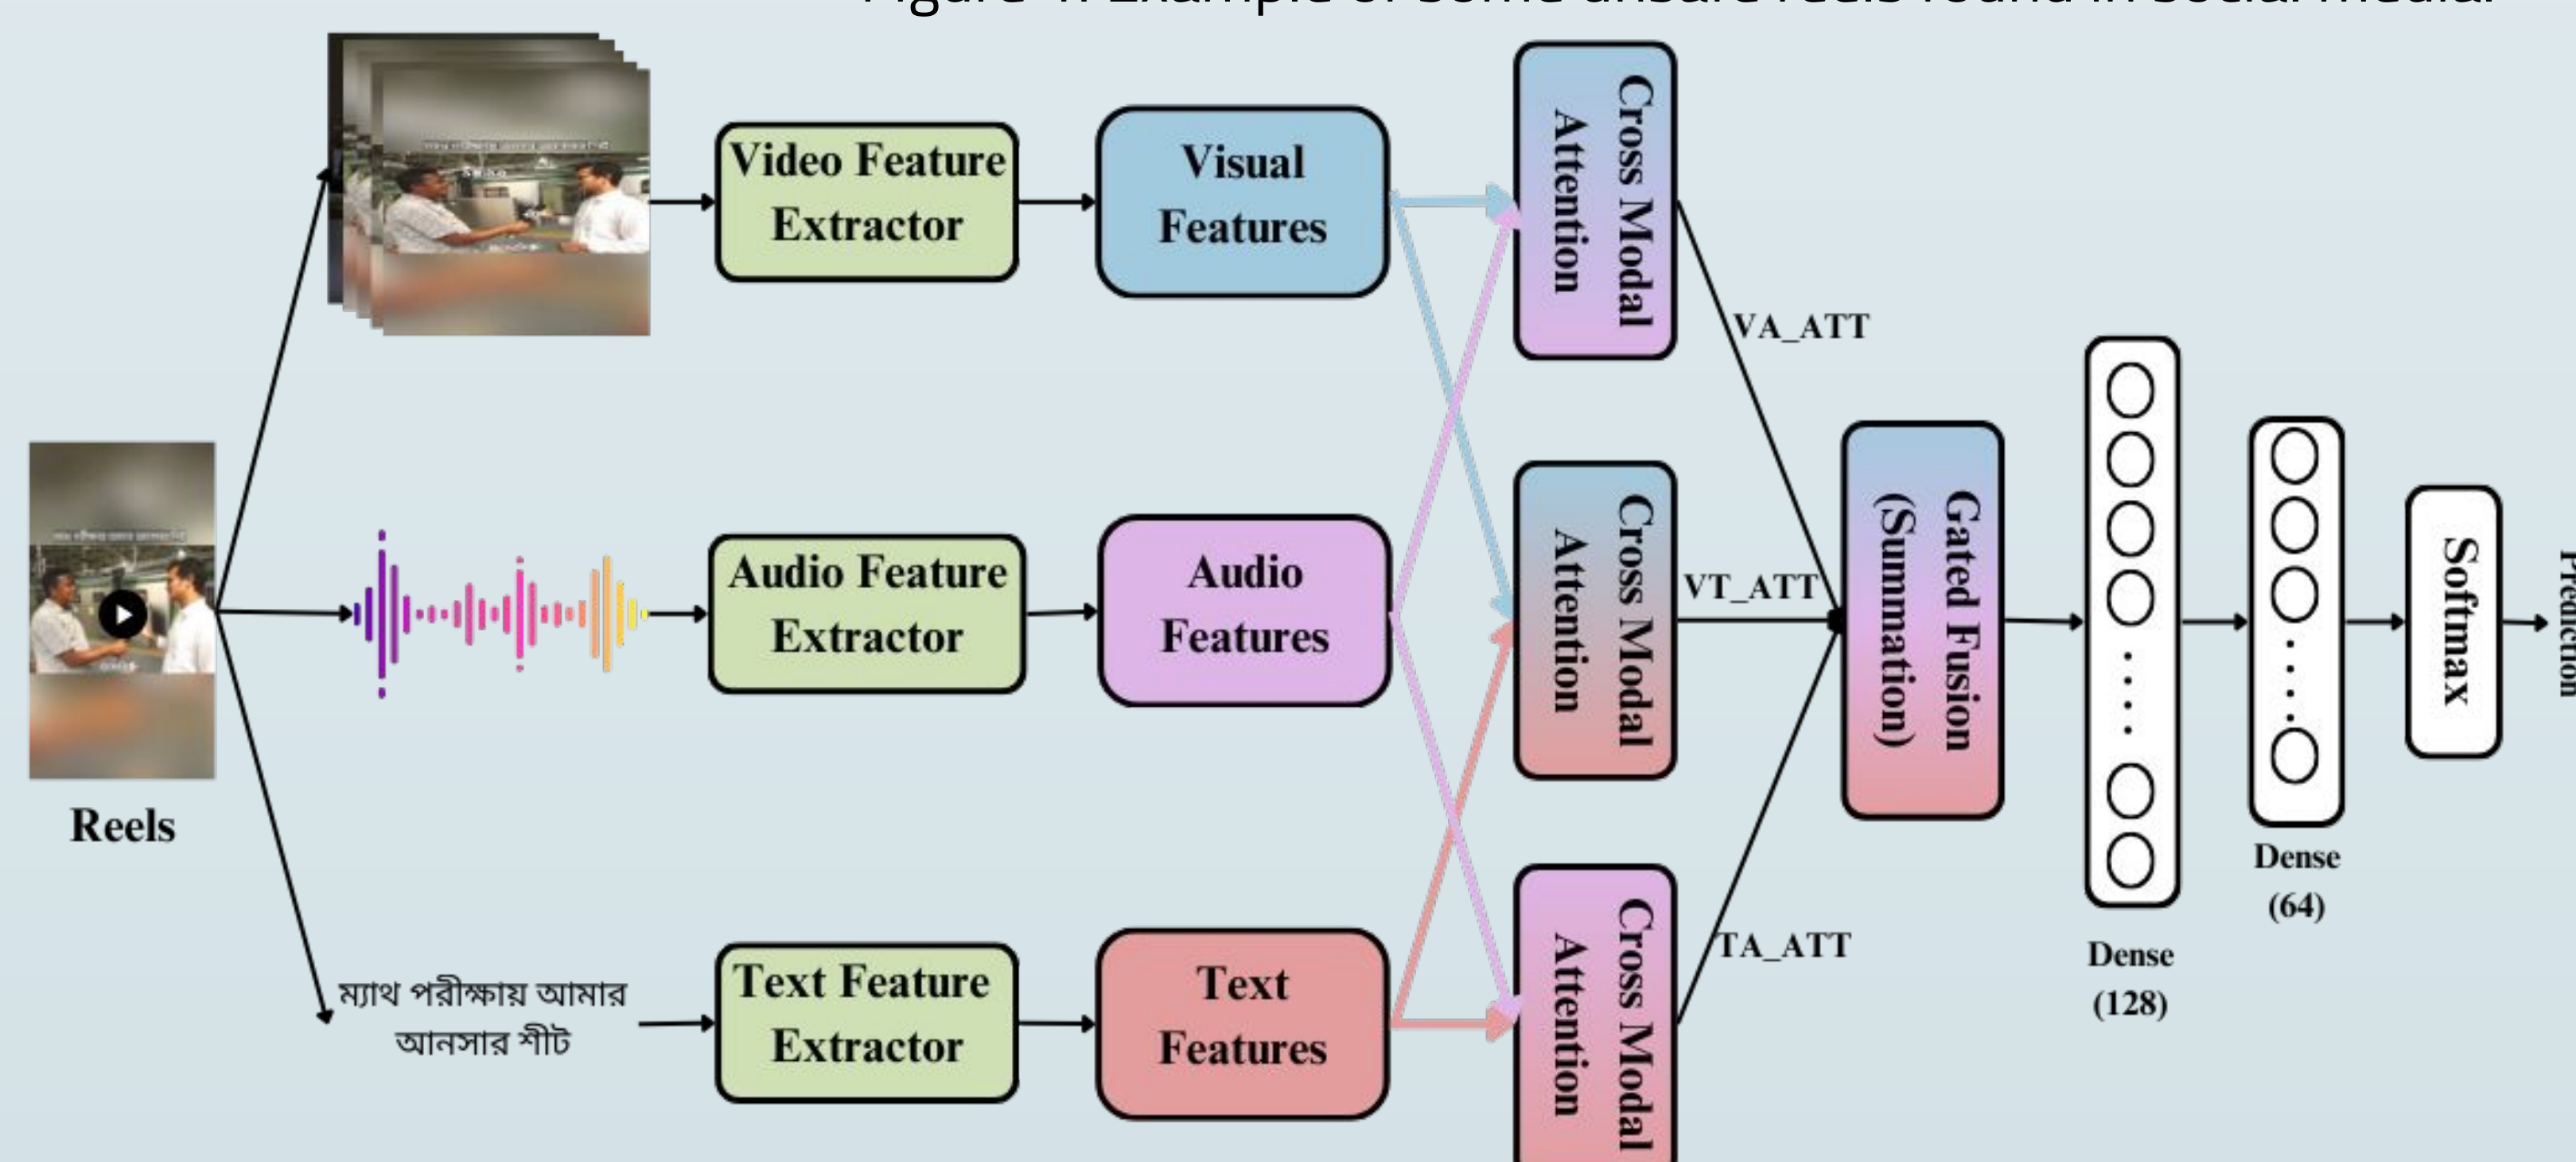 Video Feature
Extractor
Visual
Features
Cross Modal
Attention
VA_ATT
Reels
Audio Feature
Extractor
Audio
Features
Cross Modal
Attention
VT_ATT
Gated Fusion
(Summation)
Softmax
Prediction
ম্যাথ পরীক্ষায় আমার
আনসার শীট
Text Feature
Extractor
Text
Features
Cross Modal
Attention
TA_ATT
Dense
(128)
Dense
(64)